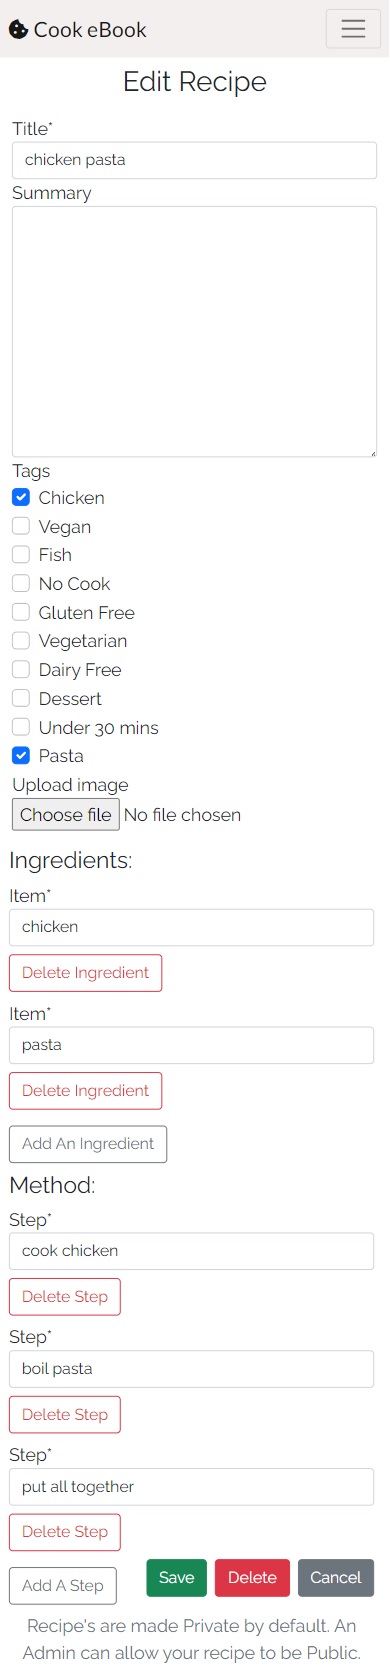 Cook eBook
Edit Recipe
Title*
chicken pasta
Summary
Tags
Chicken
Vegan
Fish
No Cook
Gluten Free
Vegetarian
Dairy Free
Dessert
Under 30 mins
Pasta
Upload image
Choose file No file chosen
Ingredients:
Item*
chicken
Delete Ingredient
Item*
pasta
Delete Ingredient
Add An Ingredient
Method:
Step*
cook chicken
Delete Step
Step*
boil pasta
Delete Step
Step*
put all together
Delete Step
Add A Step Save Delete Cancel
Recipe's are made Private by default. An
Admin can allow your recipe to be Public.